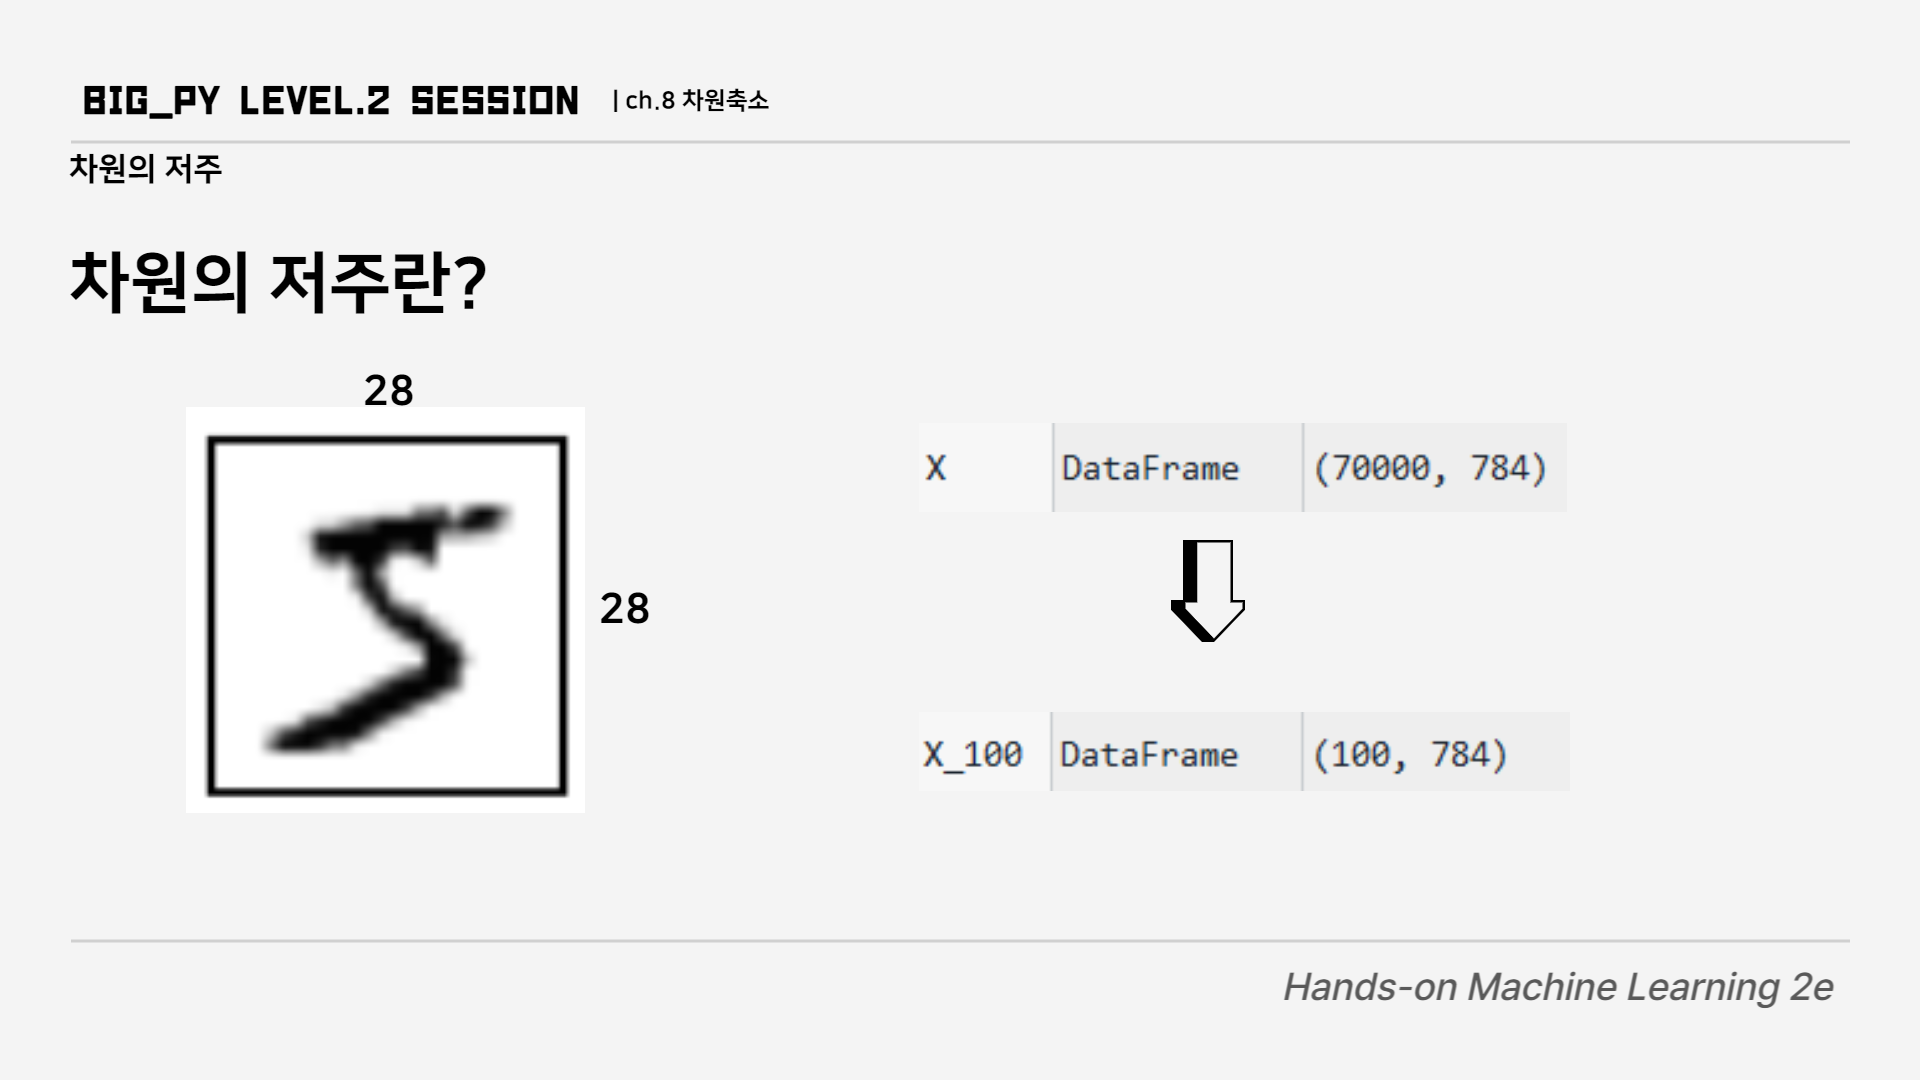 BIG_PY LEVEL.2 SESSION | ch.8 차원축소
차원의 저주
차원의 저주란?
28
28
X DataFrame (70000, 784)
X_100 DataFrame (100, 784)
Hands-on Machine Learning 2e